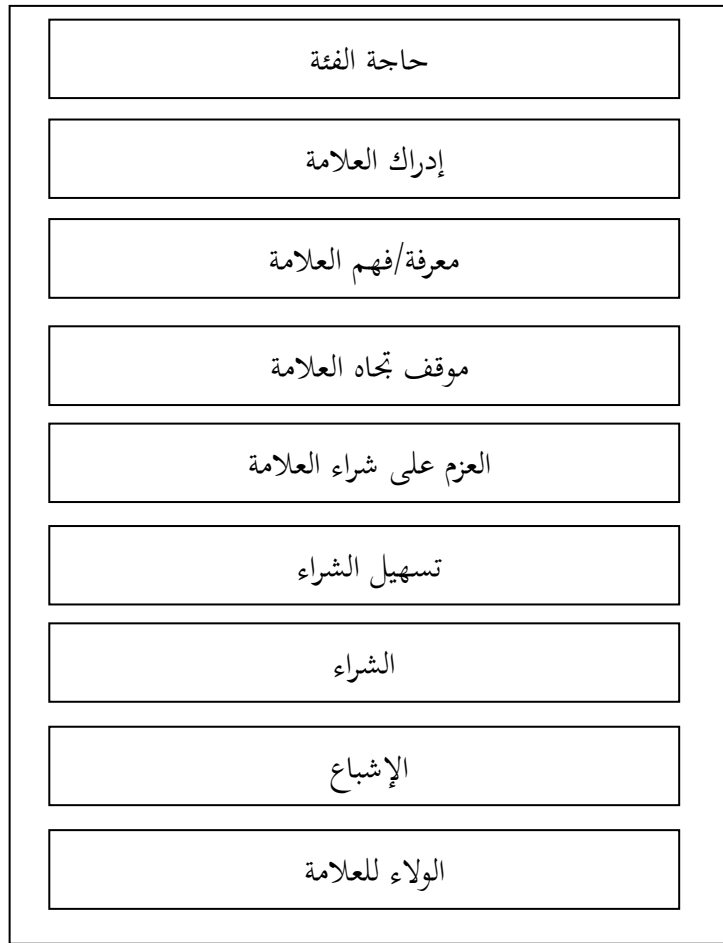 حاجة الفئة
إدراك العلامة
معرفة/فهم العلامة
موقف تجاه العلامة
العزم على شراء العلامة
تسهيل الشراء
الشراء
الإشباع
الولاء للعلامة